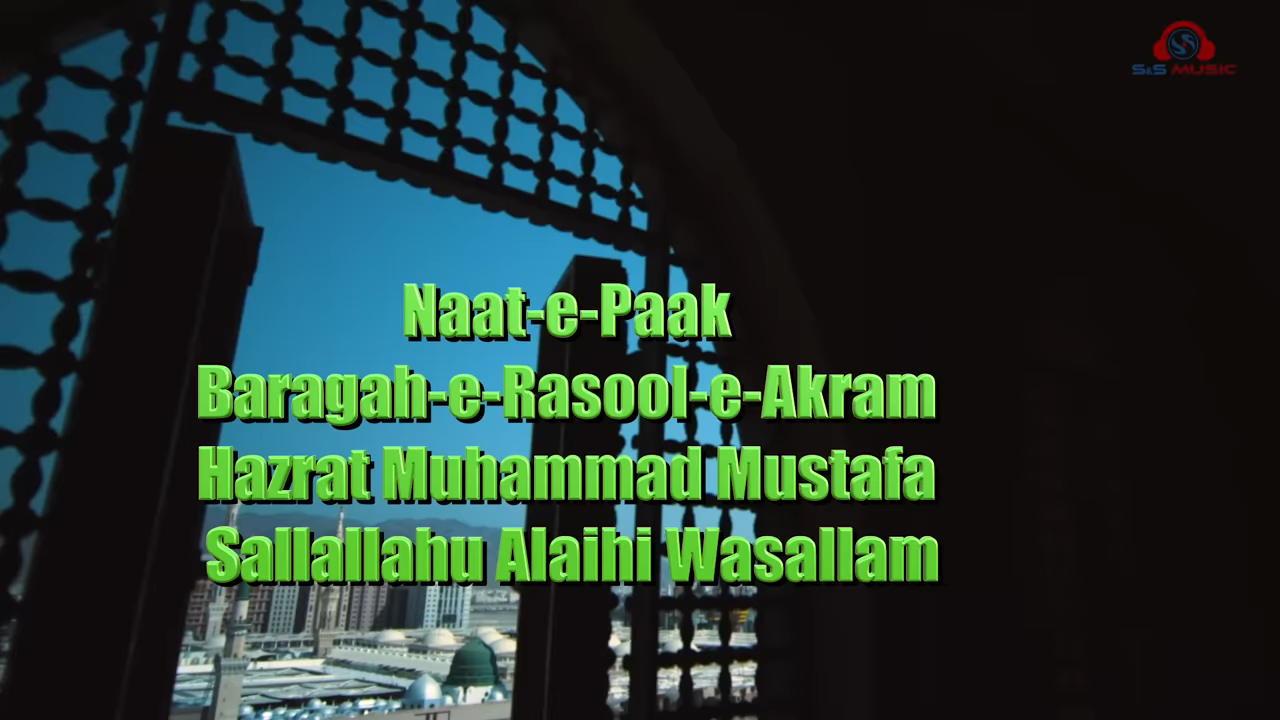 S&S MUSIC
Naat-e-Paak
Baragah-e-Rasool-e-Akram
Hazrat Muhammad Mustafa
Sallallahu Alaihi Wasallam